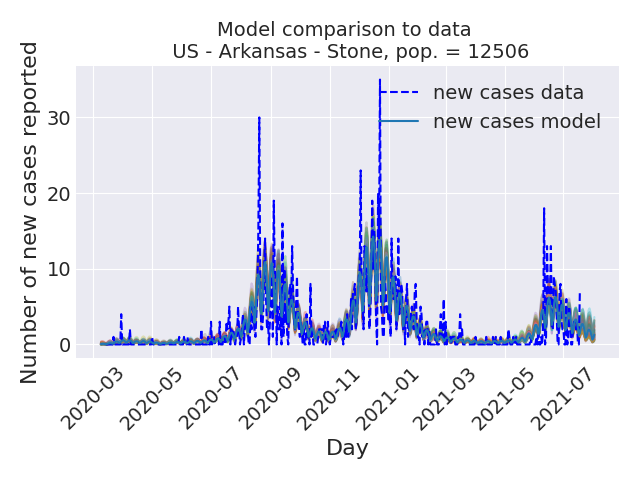 Model comparison to data
US - Arkansas - Stone, pop. = 12506
Number of new cases reported
30
20
10
0
new cases data
new cases model
2020-03
2020-05
2020-07
2020-09
2020-11
2021-01
2021-03
2021-05
2021-07
Day